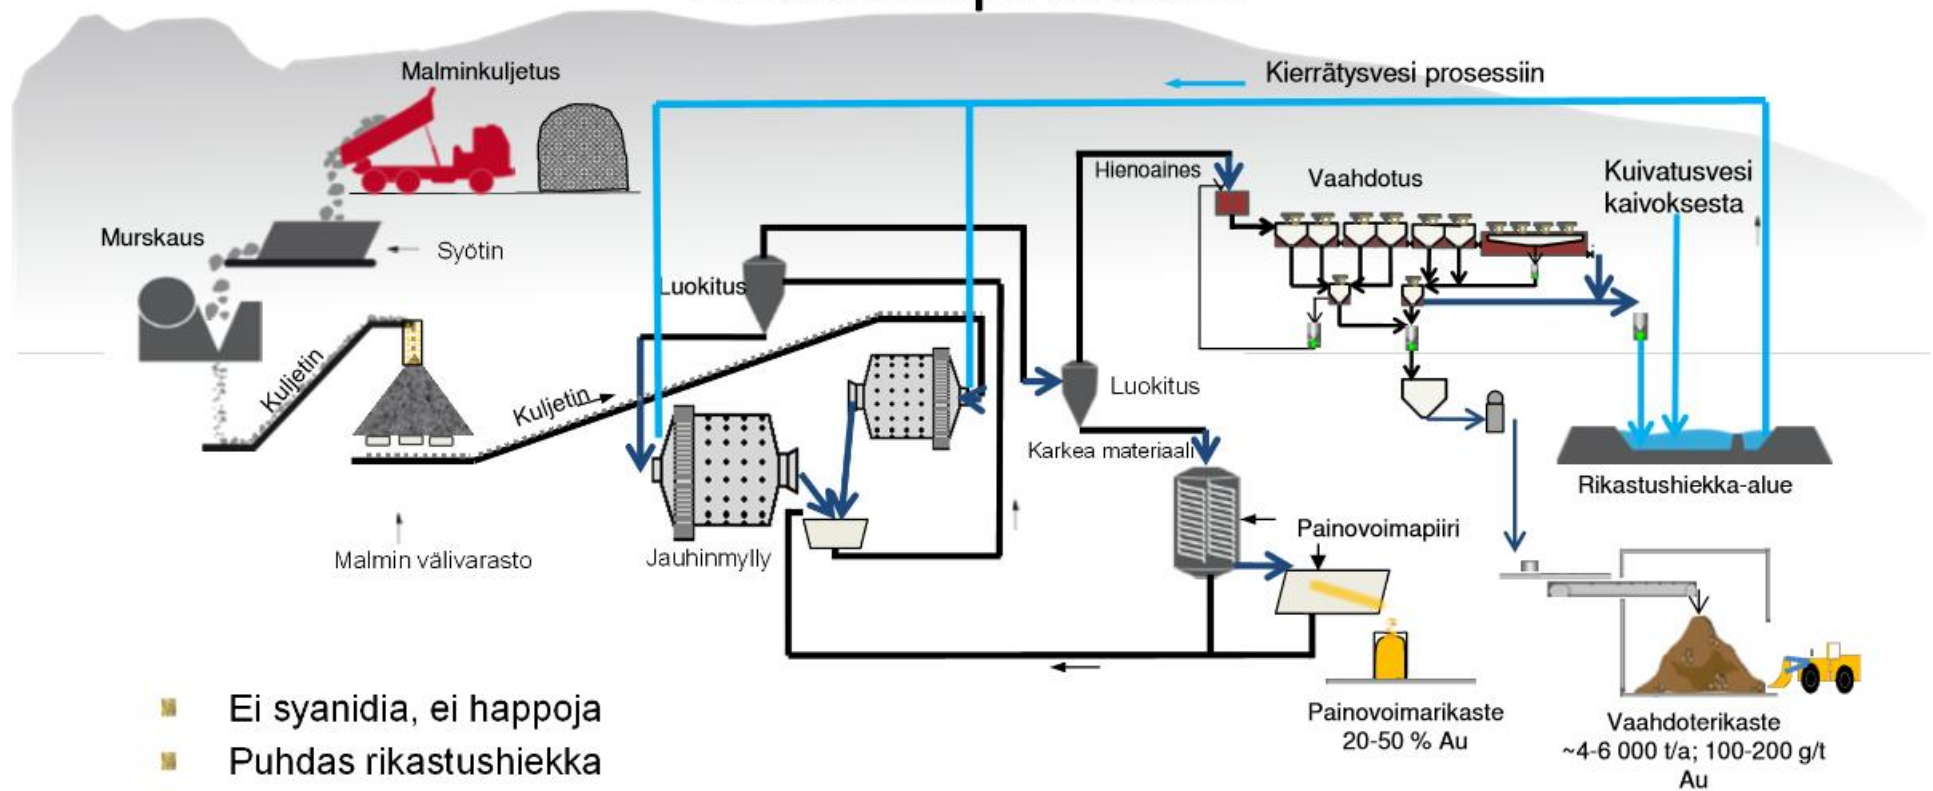 Malminkuljetus
Kierrätysvesi prosessiin
Hienoaines
Vaahdotus
Kuivatusvesi
kaivoksesta
Murskaus
Syötin
Luokitus
Kuljetin
Kuljetin
Luokitus
Karkea materiaali
Rikastushiekka-alue
Painovoimapiiri
Malmin välivarasto
Jauhinmylly
Ei syanidia, ei happoja
Puhdas rikastushiekka
Painovoimarikaste
20-50 % Au
Vaahdoterikaste
~4-6 000 t/a; 100-200 g/t
Au